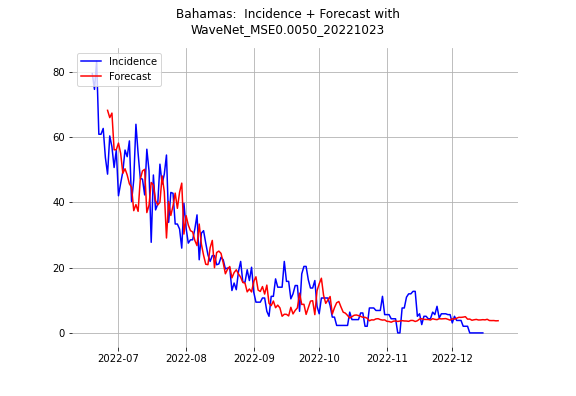 Bahamas:  Incidence + Forecast with
WaveNet_MSE0.0050_20221023
Incidence
Forecast
80
60
40
20
0
2022-07 2022-08 2022-09 2022-10 2022-11 2022-12